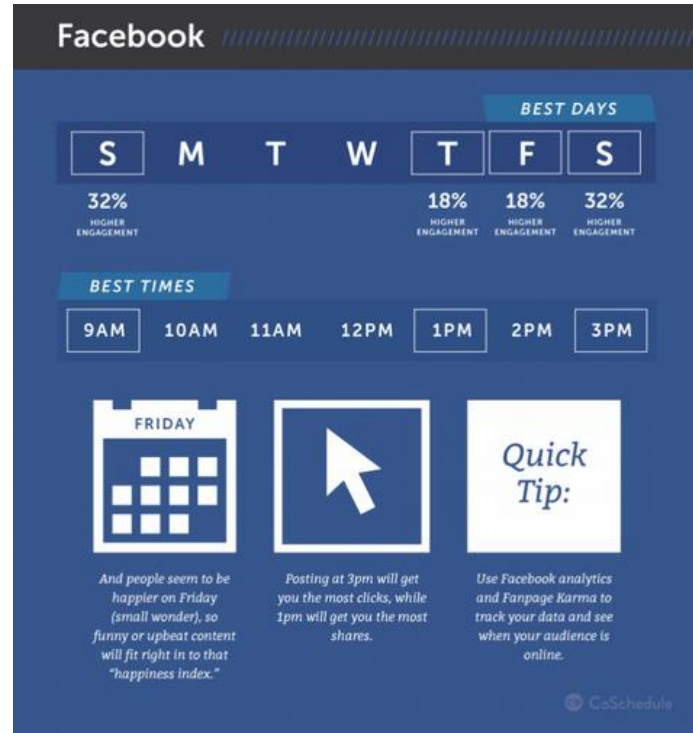 Facebook
BEST DAYS
S M T W T F S
32% 18% 18% 32%
HIGHER HIGHER HIGHER HIGHER
ENGAGEMENT ENGAGEMENT ENGAGEMENT ENGAGEMENT
BEST TIMES
9AM 10AM 11AM 12PM 1PM 2PM 3PM
FRIDAY
And people seem to be
happier on Friday
(small wonder), so
funny or upbeat content
will fit right in to that
“happiness index.”
Posting at 3pm will get
you the most clicks, while
1pm will get you the most
shares.
Quick
Tip:
Use Facebook analytics
and Fanpage Karma to
track your data and see
when your audience is
online.
CoSchedule